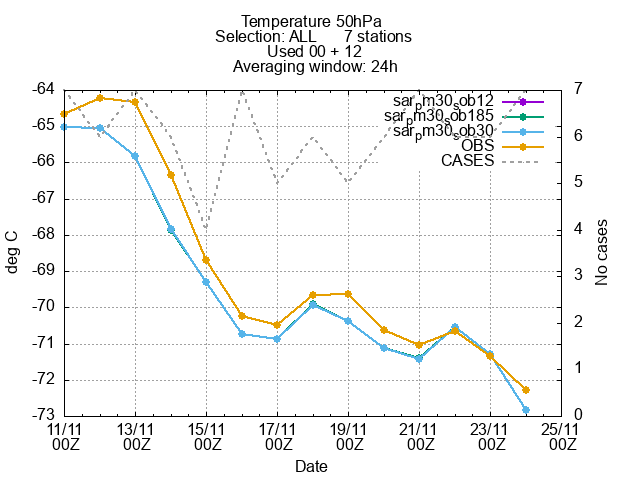 Temperature 50hPa
Selection: ALL 7 stations
Used 00 + 12
Averaging window: 24h
sar_pm30_sob12
sar_pm30_sob185
sar_pm30_sob30
OBS
CASES
deg C
-64
-65
-66
-67
-68
-69
-70
-71
-72
-73
7
6
5
4
3
2
1
0
No cases
11/11 13/11 15/11 17/11 19/11 21/11 23/11 25/11
00Z 00Z 00Z 00Z 00Z 00Z 00Z 00Z
Date